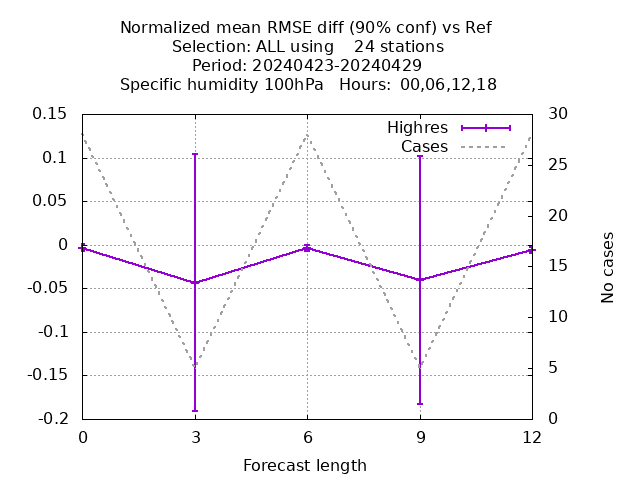 Normalized mean RMSE diff (90% conf) vs Ref
Selection: ALL using    24 stations
Period: 20240423-20240429
Specific humidity 100hPa   Hours:  00,06,12,18
Highres
Cases
0.15
0.1
0.05
0
-0.05
-0.1
-0.15
-0.2
30
25
20
15
10
5
0
No cases
0 3 6 9 12
Forecast length